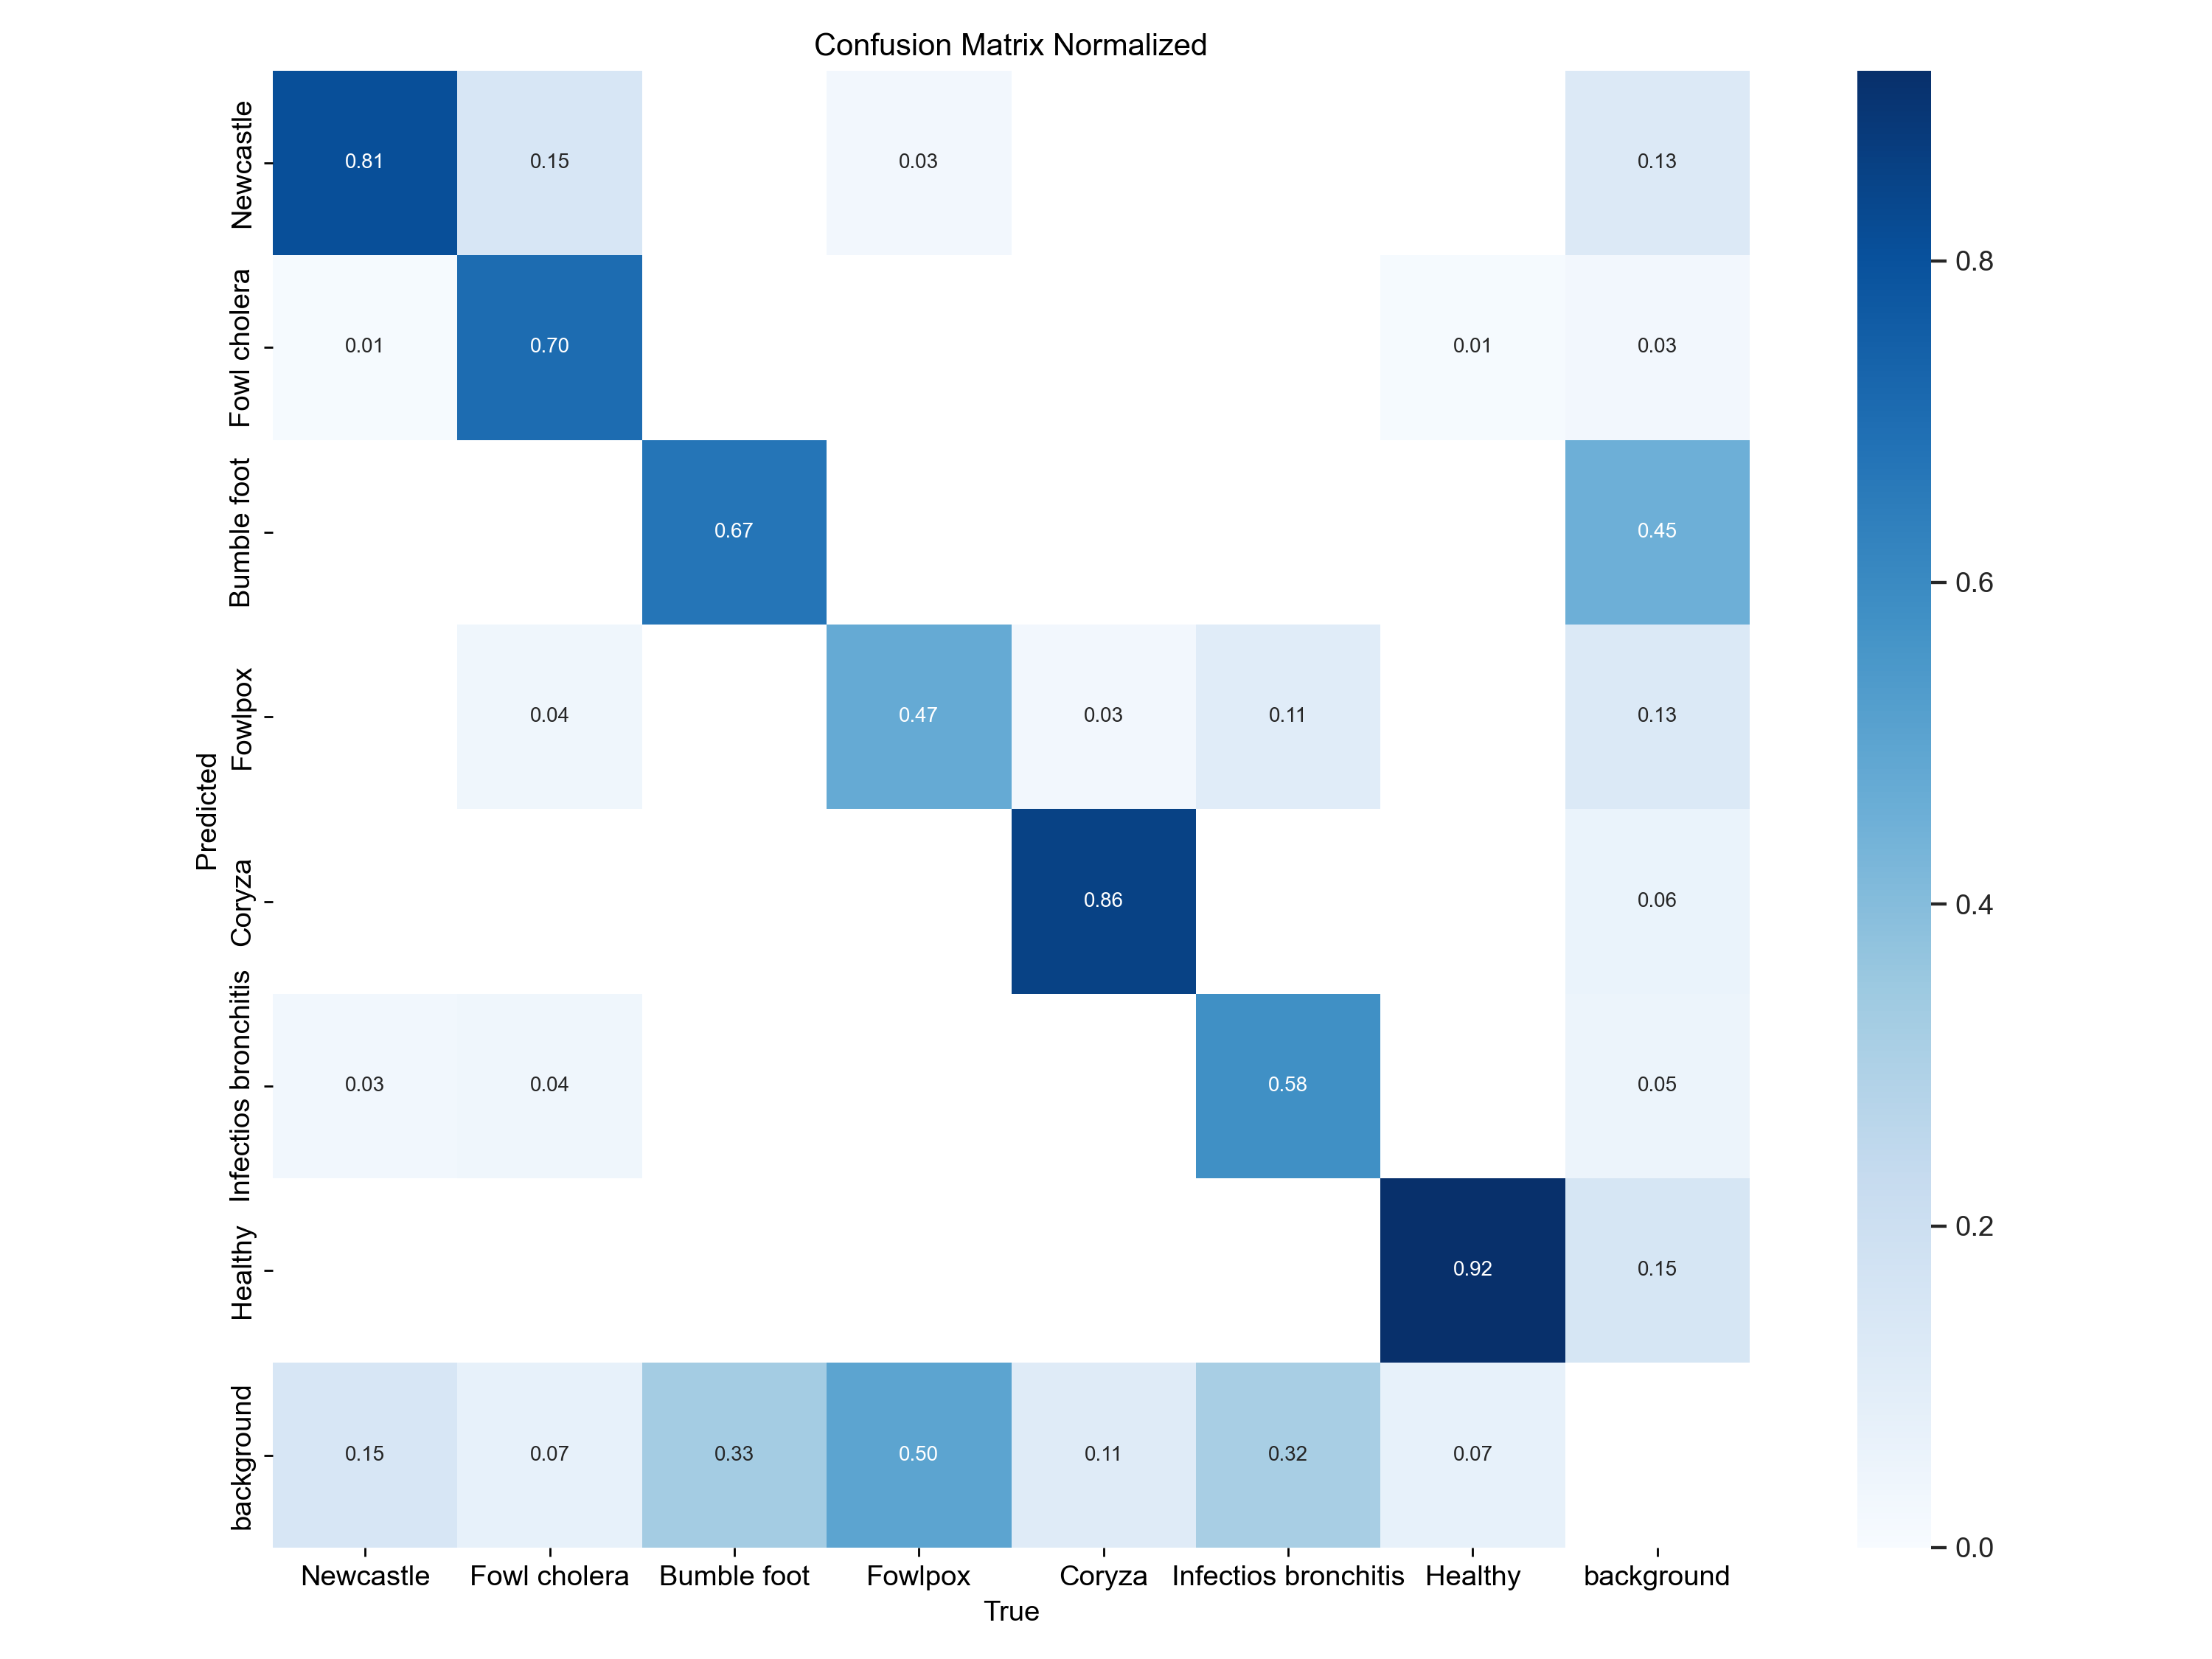 Confusion Matrix Normalized
Newcastle
0.81 0.15 0.03 0.13
Fowl cholera
0.01 0.70 0.01 0.03
Bumble foot
0.67 0.45
Fowlpox
0.04 0.47 0.03 0.11 0.13
Predicted
Coryza
0.86 0.06
Infectios bronchitis
0.03 0.04 0.58 0.05
Healthy
0.92 0.15
background
0.15 0.07 0.33 0.50 0.11 0.32 0.07
Newcastle Fowl cholera Bumble foot Fowlpox Coryza Infectios bronchitis Healthy background
True
0.8
0.6
0.4
0.2
0.0